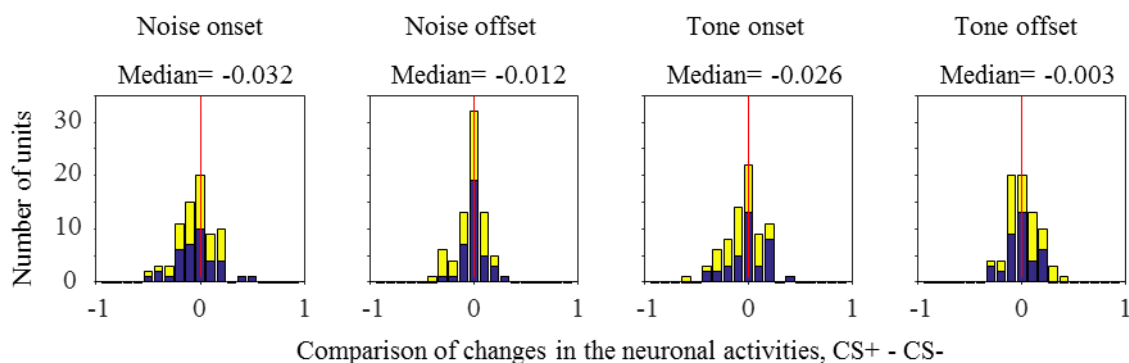 Noise onset Noise offset Tone onset Tone offset
Median= -0.032 Median= -0.012 Median= -0.026 Median= -0.003
Number of units
30
20
10
0
-1 0 1 -1 0 1 -1 0 1 -1 0 1
Comparison of changes in the neuronal activities, CS+ - CS-